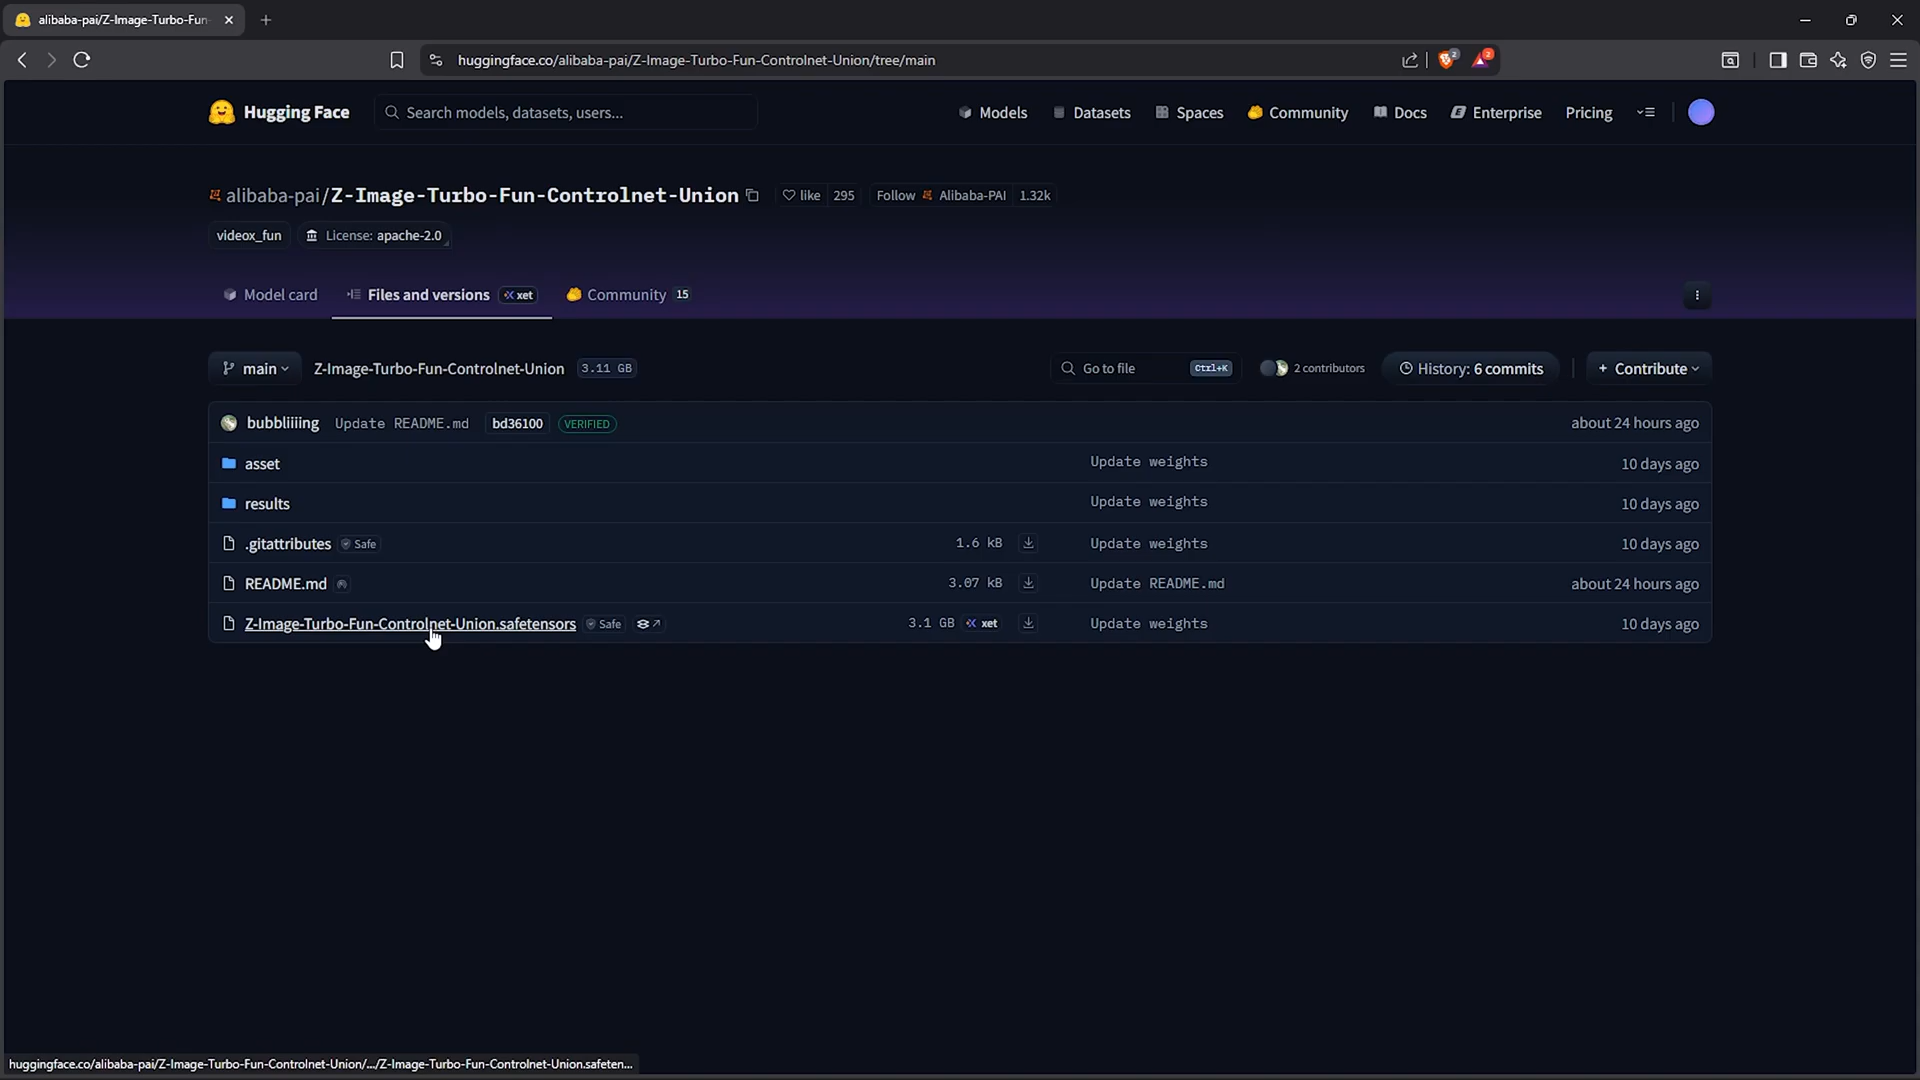 alibaba-pai/Z-Image-Turbo-Fun-
huggingface.co/alibaba-pai/Z-Image-Turbo-Fun-Controlnet-Union/tree/main
2
2
Hugging Face
Search models, datasets, users...
Models
Datasets
Spaces
Community
Docs
Enterprise
Pricing
alibaba-pai/Z-Image-Turbo-Fun-Controlnet-Union
like 295
Follow Alibaba-PAI 1.32k
videox_fun
License: apache-2.0
Model card
Files and versions xet
Community 15
main
Z-Image-Turbo-Fun-Controlnet-Union 3.11 GB
Go to file Ctrl+K
2 contributors
History: 6 commits
+ Contribute
bubbliiiing Update README.md bd36100 VERIFIED about 24 hours ago
asset Update weights 10 days ago
results Update weights 10 days ago
.gitattributes Safe 1.6 kB Update weights 10 days ago
README.md 3.07 kB Update README.md about 24 hours ago
Z-Image-Turbo-Fun-Controlnet-Union.safetensors Safe 3.1 GB xet Update weights 10 days ago
huggingface.co/alibaba-pai/Z-Image-Turbo-Fun-Controlnet-Union/.../Z-Image-Turbo-Fun-Controlnet-Union.safeten...